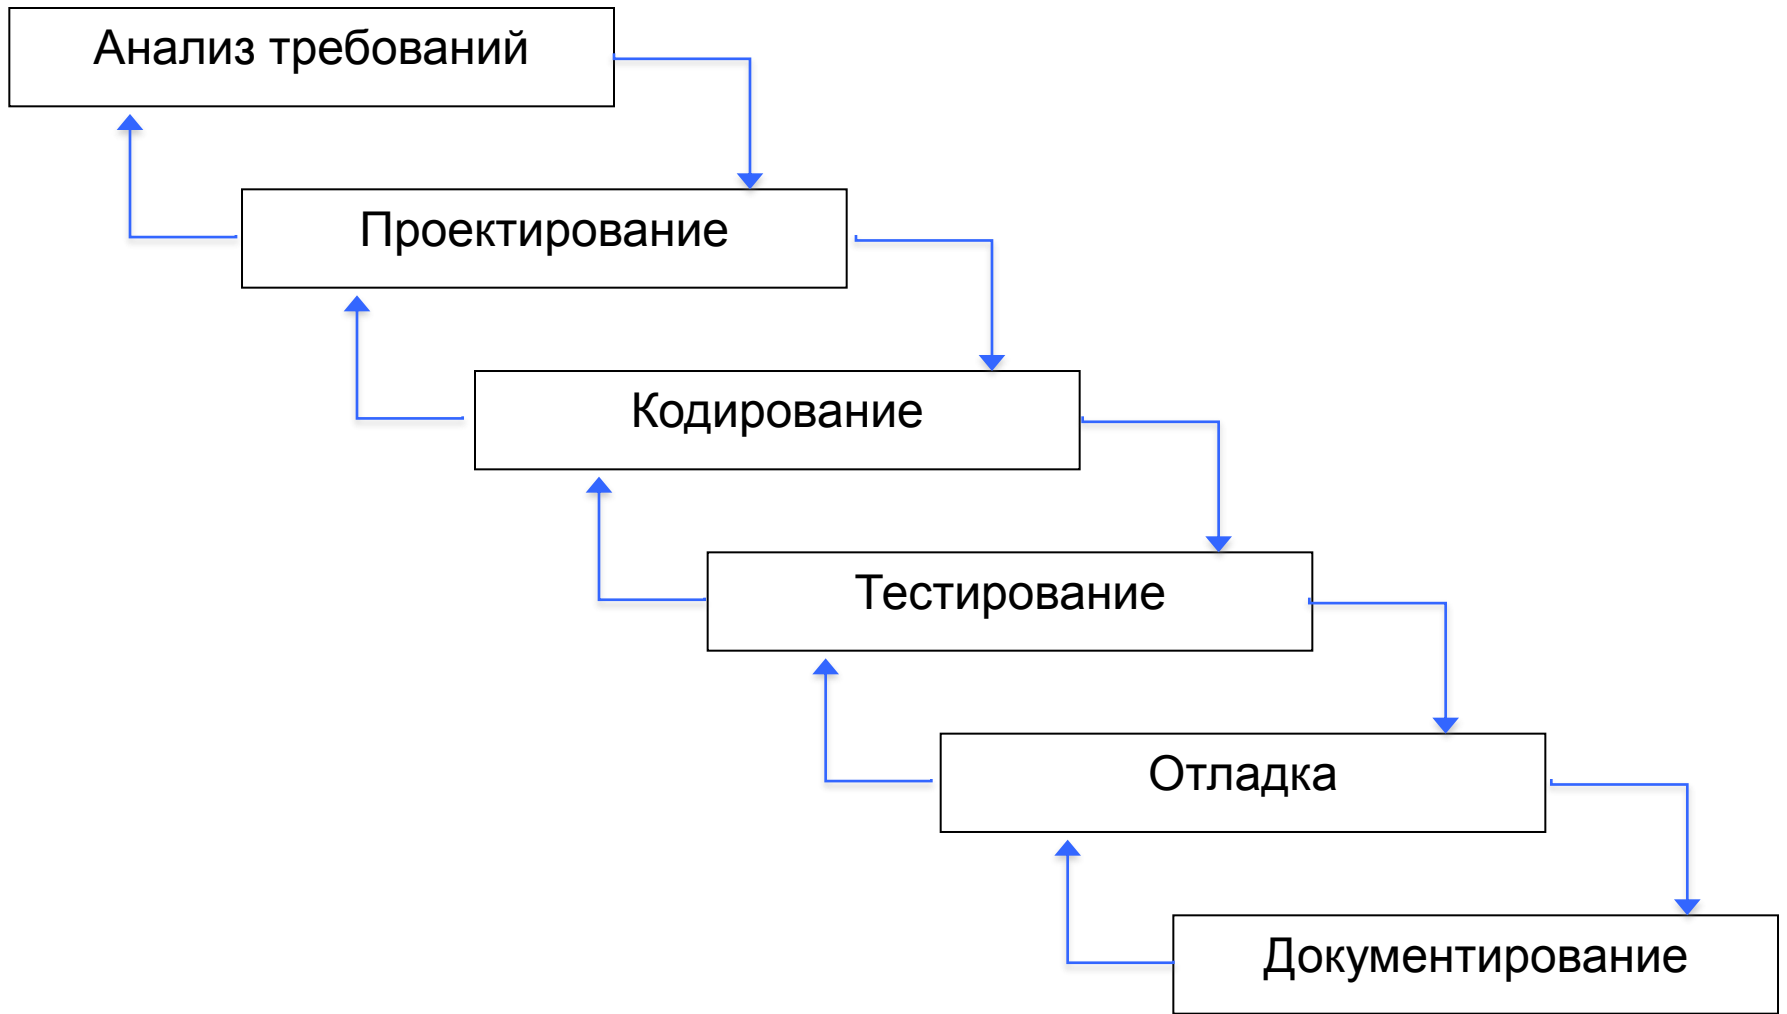 Анализ требований
Проектирование
Кодирование
Тестирование
Отладка
Документирование